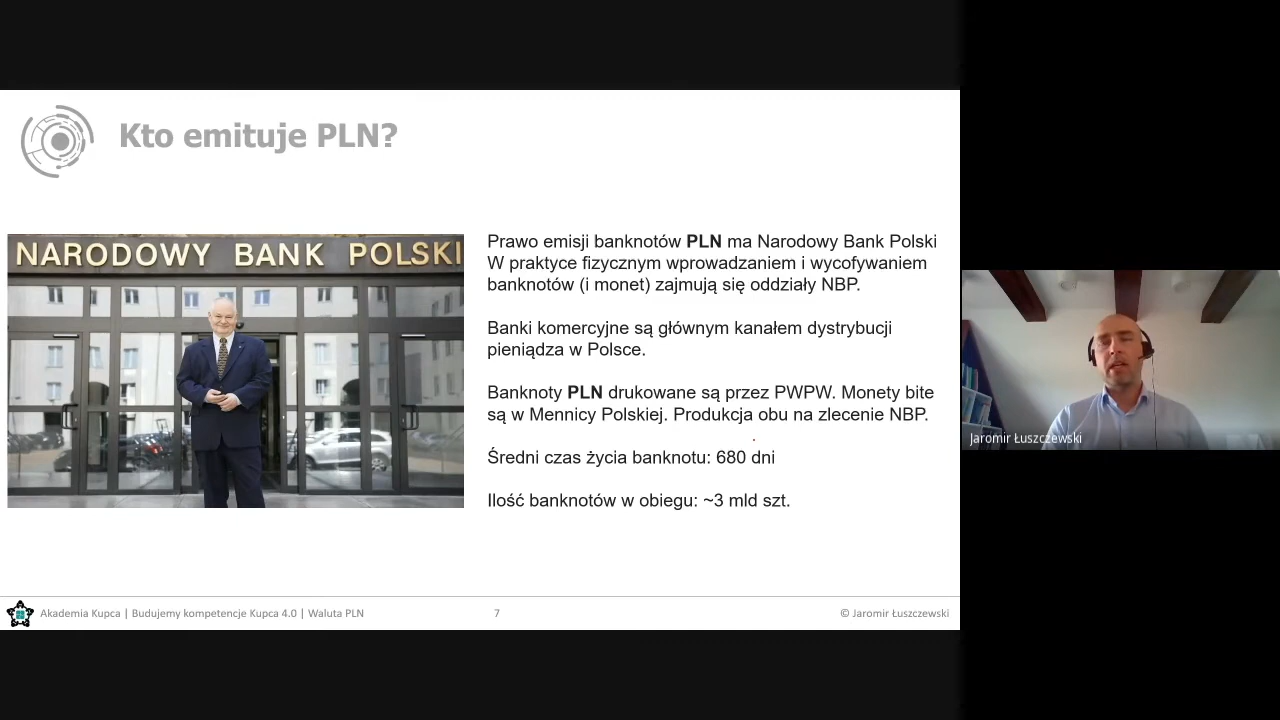 Kto emituje PLN?
NARODOWY BANK POLSKI
Prawo emisji banknotów PLN ma Narodowy Bank Polski
W praktyce fizycznym wprowadzaniem i wycofywaniem
banknotów (i monet) zajmują się oddziały NBP.
Banki komercyjne są głównym kanałem dystrybucji
pieniądza w Polsce.
Banknoty PLN drukowane są przez PWPW. Monety bite
są w Mennicy Polskiej. Produkcja obu na zlecenie NBP.
Średni czas życia banknotu: 680 dni
Ilość banknotów w obiegu: ~3 mld szt.
Jaromir Łuszczewski
Akademia Kupca | Budujemy kompetencje Kupca 4.0 | Waluta PLN
7
© Jaromir Łuszczewski